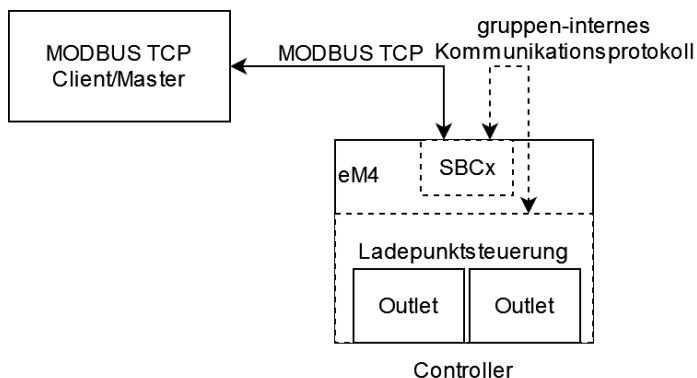 gruppen-internes
Kommunikationsprotokoll
MODBUS TCP
Client/Master
MODBUS TCP
SBCx
eM4
Ladepunktsteuerung
Outlet
Outlet
Controller